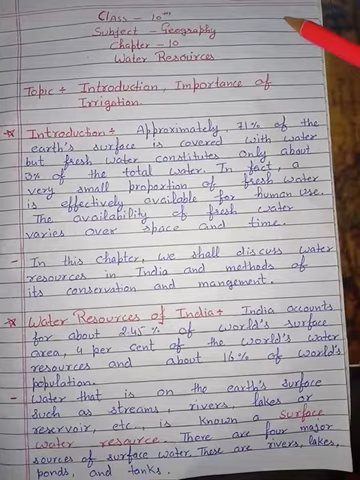 Class - 10th
Subject - Geography
Chapter - 10
Water Resources
Topic ÷ Introduction, Importance of
Irrigation.
Introduction ÷ Approximately, 71% of the
earth's surface is covered with water
but fresh water constitutes only about
3% of the total water. In fact, a
very small proportion of fresh water
is effectively available for human use.
The availability of fresh water
varies over space and time.
- In this chapter, we shall discuss water
resources in India and methods of
its conservation and mangement.
Water Resources of India ÷ India accounts
for about 2.45% of world's surface
area, 4 per cent of the world's water
resources and about 16% of world's
population.
- Water that is on the earth's surface
such as streams, rivers, lakes or
reservoir, etc., is known a surface
water resource. There are four major
sources of surface water. These are rivers, lakes,
ponds, and tanks.